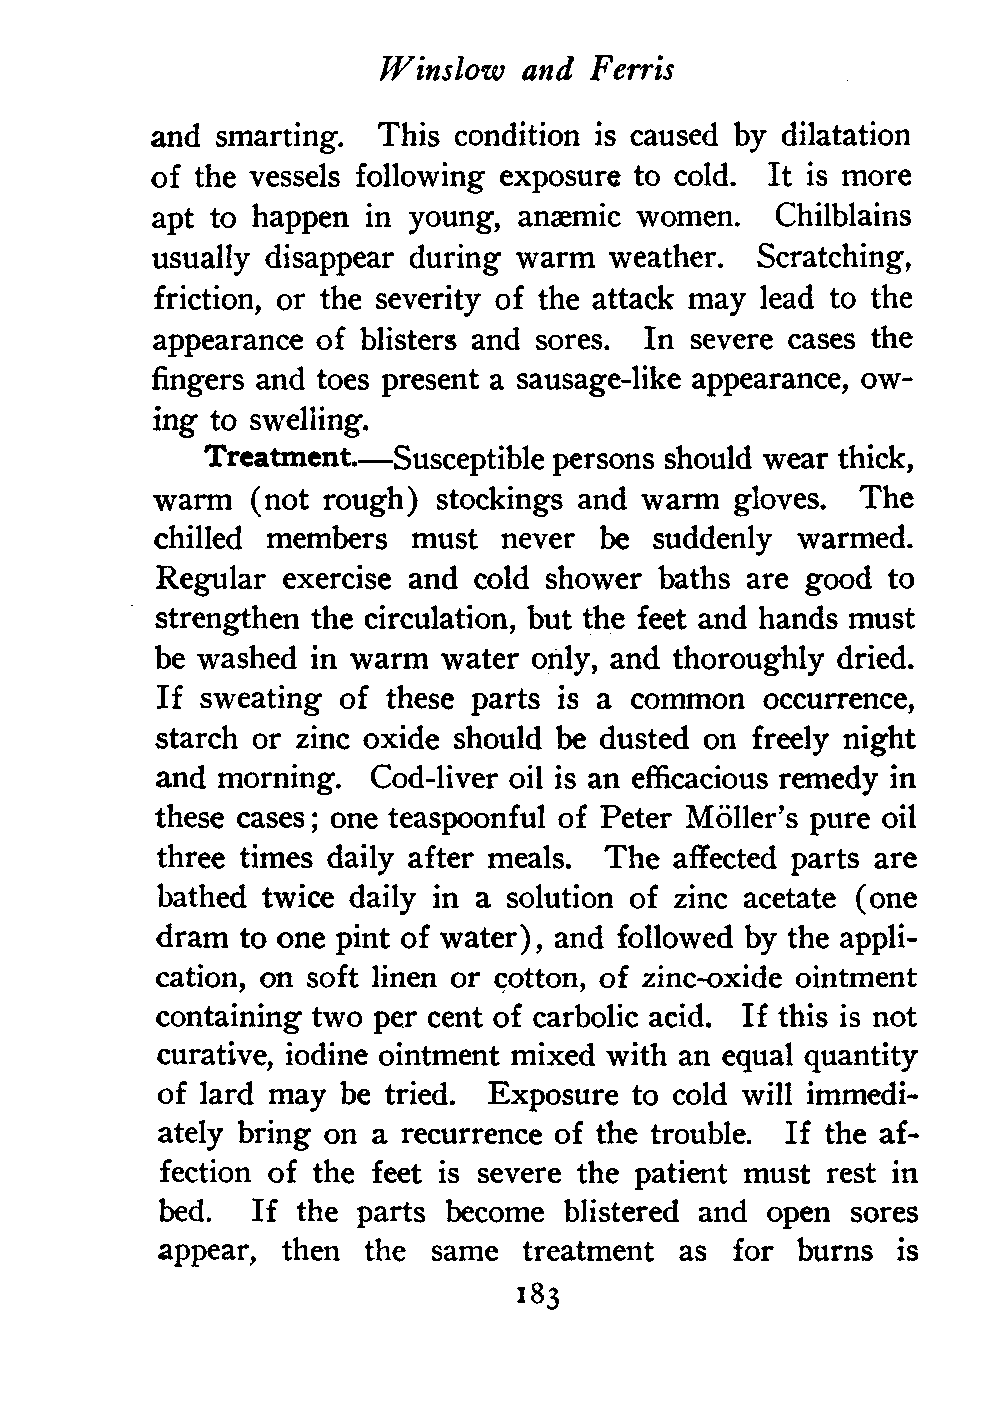 Winslow and Ferris
and smarting. This condition is caused by dilatation
of the vessels following exposure to cold. It is more
apt to happen in young, anæmic women. Chilblains
usually disappear during warm weather. Scratching,
friction, or the severity of the attack may lead to the
appearance of blisters and sores. In severe cases the
fingers and toes present a sausage-like appearance, ow-
ing to swelling.
Treatment.—Susceptible persons should wear thick,
warm (not rough) stockings and warm gloves. The
chilled members must never be suddenly warmed.
Regular exercise and cold shower baths are good to
strengthen the circulation, but the feet and hands must
be washed in warm water only, and thoroughly dried.
If sweating of these parts is a common occurrence,
starch or zinc oxide should be dusted on freely night
and morning. Cod-liver oil is an efficacious remedy in
these cases; one teaspoonful of Peter Möller's pure oil
three times daily after meals. The affected parts are
bathed twice daily in a solution of zinc acetate (one
dram to one pint of water), and followed by the appli-
cation, on soft linen or cotton, of zinc-oxide ointment
containing two per cent of carbolic acid. If this is not
curative, iodine ointment mixed with an equal quantity
of lard may be tried. Exposure to cold will immedi-
ately bring on a recurrence of the trouble. If the af-
fection of the feet is severe the patient must rest in
bed. If the parts become blistered and open sores
appear, then the same treatment as for burns is
183